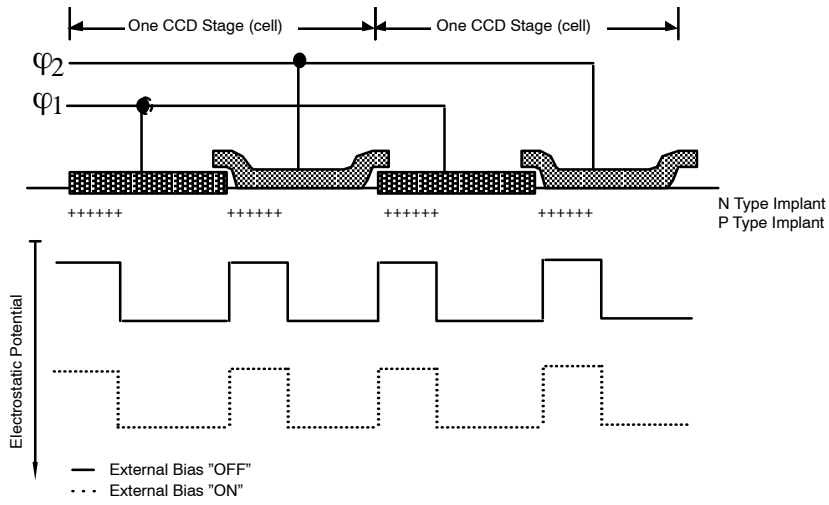 One CCD Stage (cell) One CCD Stage (cell)
φ2
φ1
++++++ ++++++ ++++++ ++++++
N Type Implant
P Type Implant
Electrostatic Potential
External Bias ”OFF”
External Bias ”ON”